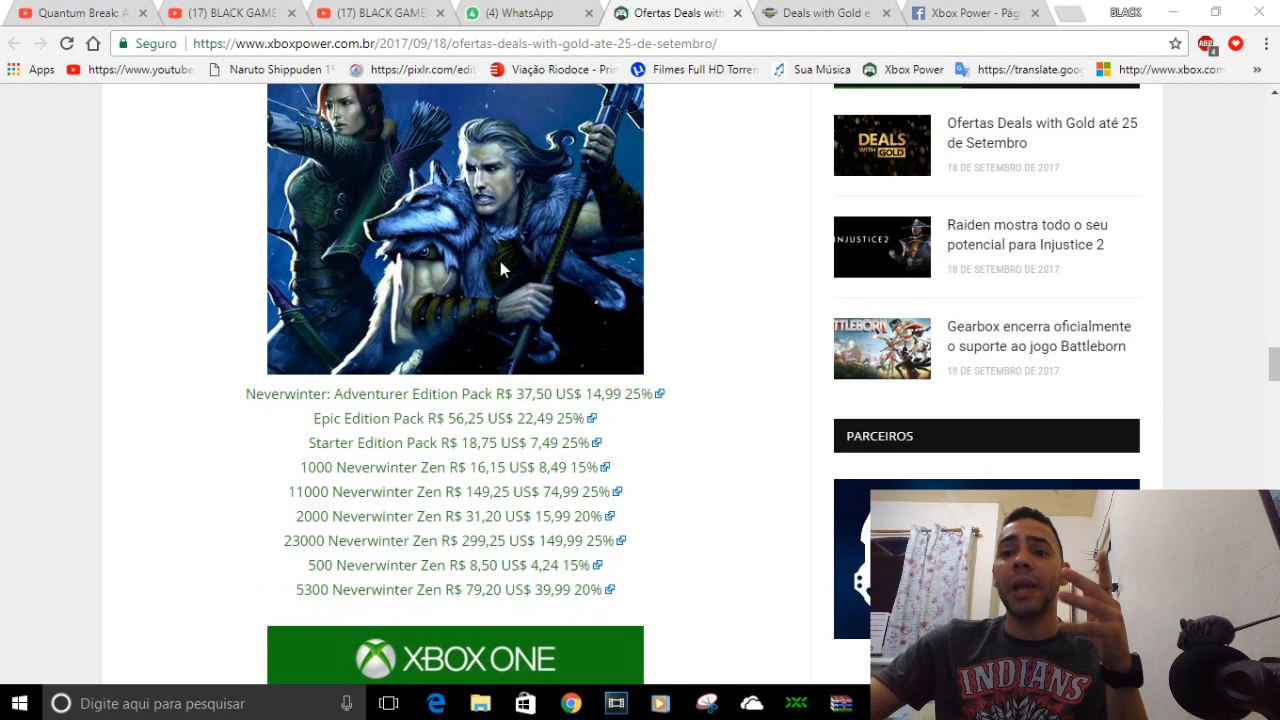 Quantum Break: A
(17) BLACK GAME
(17) BLACK GAME
(4) WhatsApp
Ofertas Deals with
Deals with Gold e
Xbox Power - Pág
BLACK
Seguro
https://www.xboxpower.com.br/2017/09/18/ofertas-deals-with-gold-ate-25-de-setembro/
ABP
4
Apps
https://www.youtube
Naruto Shippuden 1ª
https://pixlr.com/edit
Viação Riodoce - Prin
Filmes Full HD Torren
Sua Música
Xbox Power
https://translate.goog
http://www.xbox.com
»
DEALS
WITH GOLD
Ofertas Deals with Gold até 25
de Setembro
18 DE SETEMBRO DE 2017
INJUSTICE2
Raiden mostra todo o seu
potencial para Injustice 2
18 DE SETEMBRO DE 2017
TTLEBORN
Gearbox encerra oficialmente
o suporte ao jogo Battleborn
18 DE SETEMBRO DE 2017
Neverwinter: Adventurer Edition Pack R$ 37,50 US$ 14,99 25%
Epic Edition Pack R$ 56,25 US$ 22,49 25%
Starter Edition Pack R$ 18,75 US$ 7,49 25%
1000 Neverwinter Zen R$ 16,15 US$ 8,49 15%
11000 Neverwinter Zen R$ 149,25 US$ 74,99 25%
2000 Neverwinter Zen R$ 31,20 US$ 15,99 20%
23000 Neverwinter Zen R$ 299,25 US$ 149,99 25%
500 Neverwinter Zen R$ 8,50 US$ 4,24 15%
5300 Neverwinter Zen R$ 79,20 US$ 39,99 20%
PARCEIROS
XBOX ONE
INDIANS
Digite aqui para pesquisar